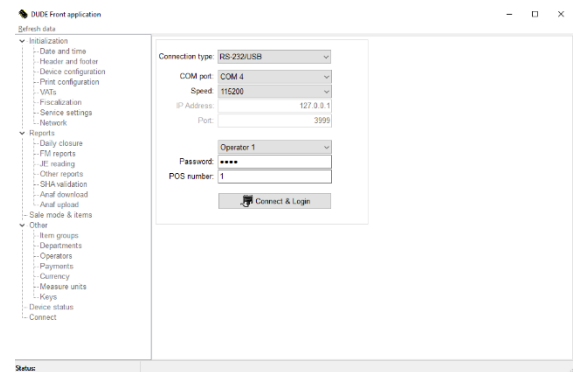 DUDE Front application
Refresh data
Initialization
Date and time
Header and footer
Device configuration
Print configuration
VATs
Fiscalization
Service settings
Network
Reports
Daily closure
FM reports
JE reading
Other reports
SHA validation
Anaf download
Anaf upload
Sale mode & items
Other
Item groups
Departments
Operators
Payments
Currency
Measure units
Keys
Device status
Connect
Connection type: RS-232/USB
COM port: COM 4
Speed: 115200
IP Address: 127.0.0.1
Port: 3999
Operator 1
Password: ••••
POS number: 1
Connect & Login
Status: